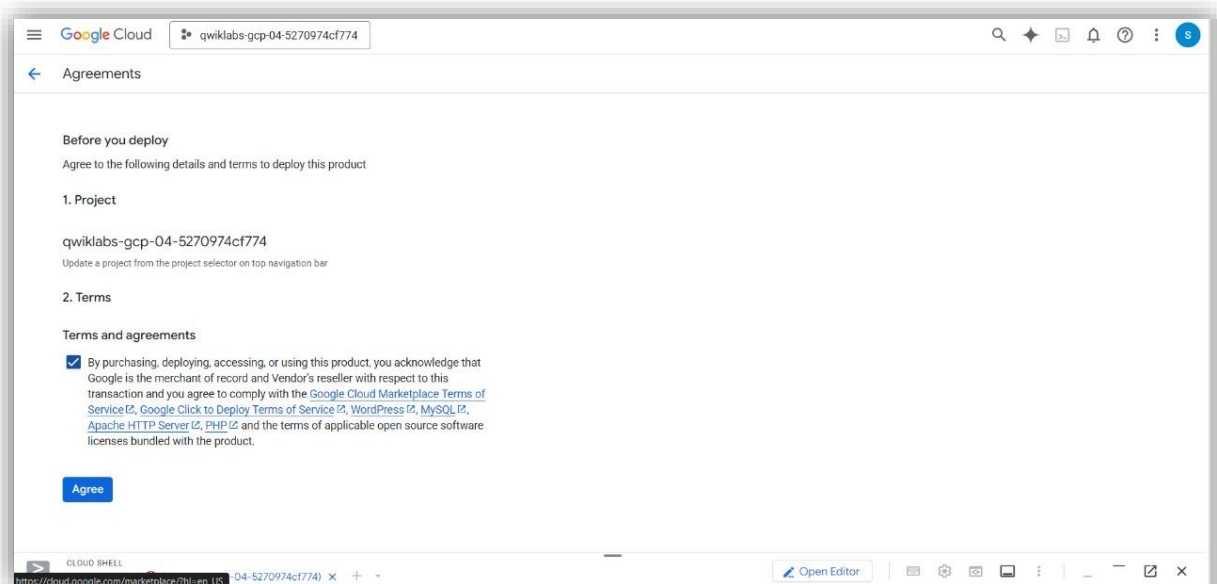 Google Cloud
qwiklabs-gcp-04-5270974cf774
S
Agreements
Before you deploy
Agree to the following details and terms to deploy this product
1. Project
qwiklabs-gcp-04-5270974cf774
Update a project from the project selector on top navigation bar
2. Terms
Terms and agreements
By purchasing, deploying, accessing, or using this product, you acknowledge that
Google is the merchant of record and Vendor's reseller with respect to this
transaction and you agree to comply with the Google Cloud Marketplace Terms of
Service, Google Click to Deploy Terms of Service, WordPress, MySQL,
Apache HTTP Server, PHP and the terms of applicable open source software
licenses bundled with the product.
Agree
CLOUD SHELL
Open Editor
https://cloud.google.com/marketplace/?hl=en_US
-04-5270974cf774)